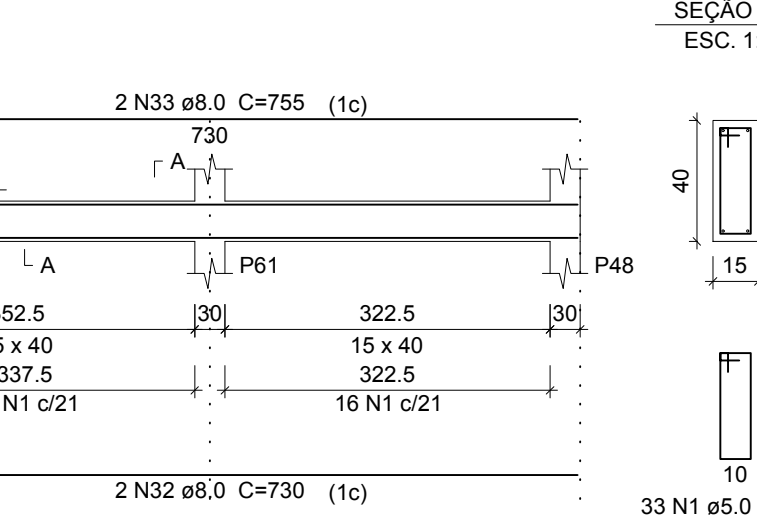 SEÇÃO
ESC. 1:
2 N33 ø8.0 C=755 (1c)
730
A
40
A
P61
P48
15
52.5
30
322.5
30
x 40
15 x 40
337.5
322.5
N1 c/21
16 N1 c/21
10
2 N32 ø8.0 C=730 (1c)
33 N1 ø5.0